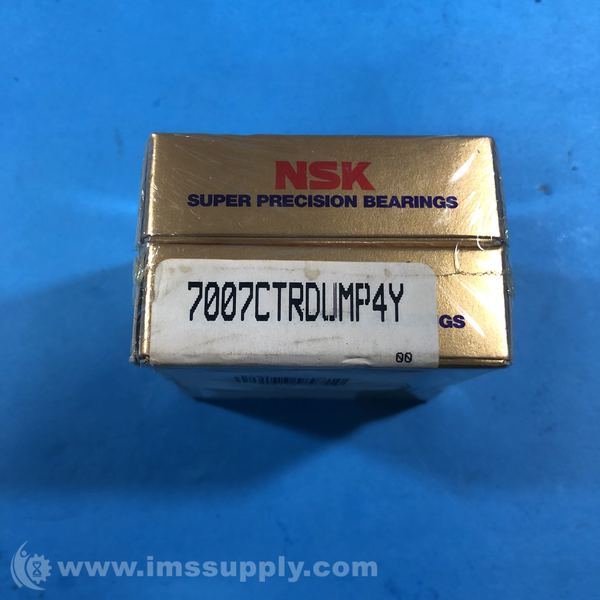 NSK
SUPER PRECISION BEARINGS
7007CTRDUMP4Y
GS
00
www.imssupply.com